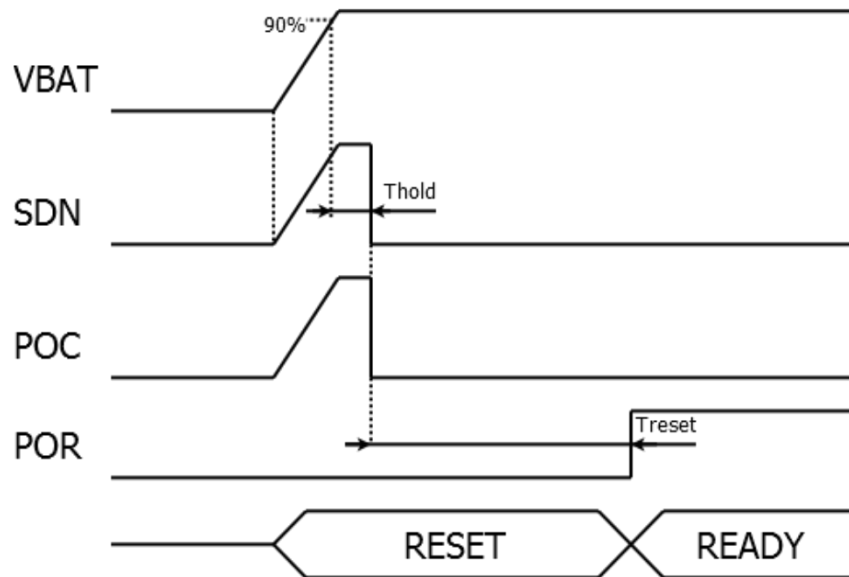 90%
VBAT
Thold
SDN
POC
Treset
POR
RESET
READY